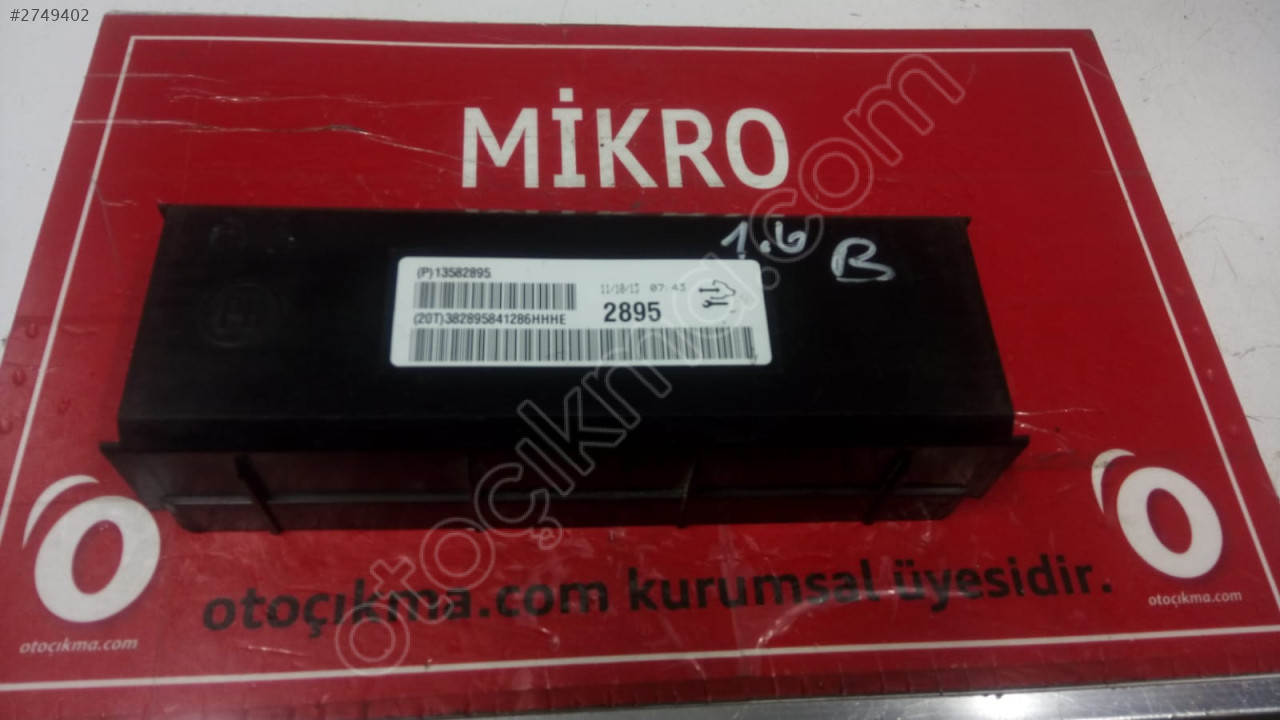 #2749402
MİKRO
1.6
B
(P)13582895
11/10/13 07:43
(20T)382895841286HHHE
2895
otoçıkma.com
otoçıkma.com kurumsal üyesidir.
otoçıkma.com
otoçıkma.com